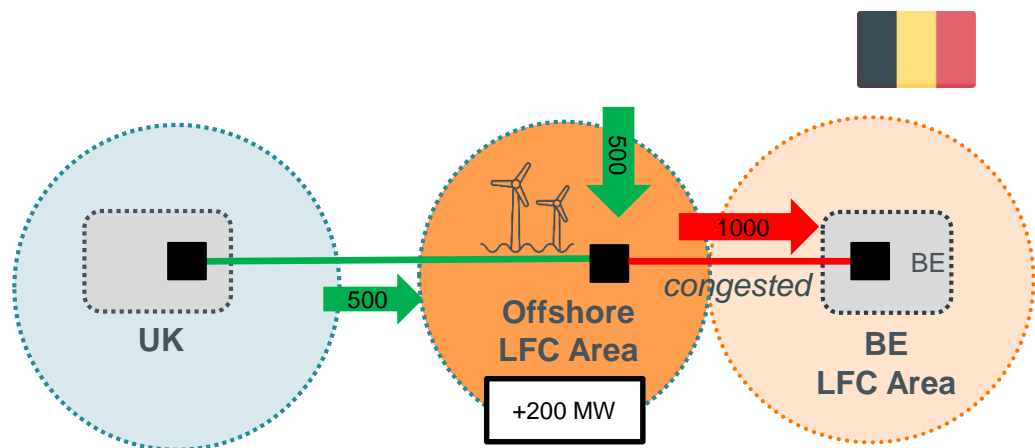 500
1000
congested
BE
500
UK
Offshore
LFC Area
BE
LFC Area
+200 MW